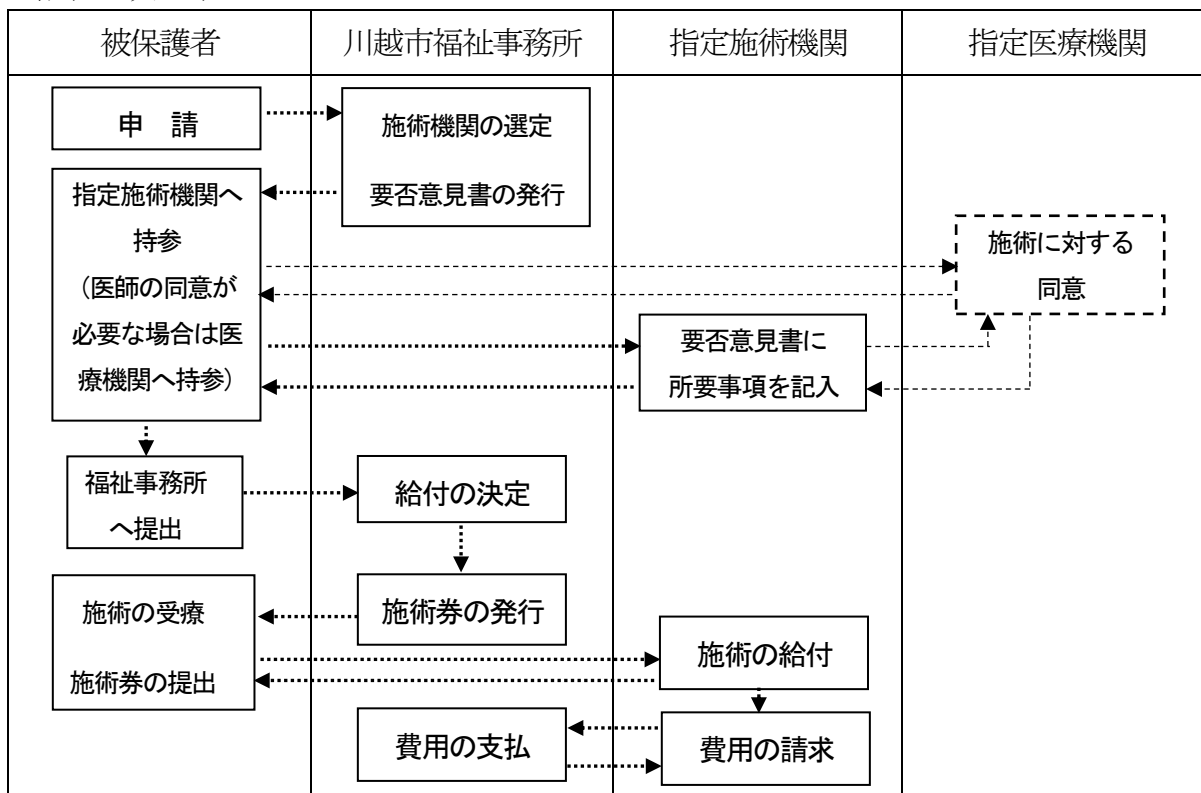 被保護者
川越市福祉事務所
指定施術機関
指定医療機関
申 請
施術機関の選定
要否意見書の発行
指定施術機関へ
持参
(医師の同意が
必要な場合は医
療機関へ持参)
施術に対する
同意
要否意見書に
所要事項を記入
福祉事務所
へ提出
給付の決定
施術券の発行
施術の受療
施術券の提出
施術の給付
費用の支払
費用の請求